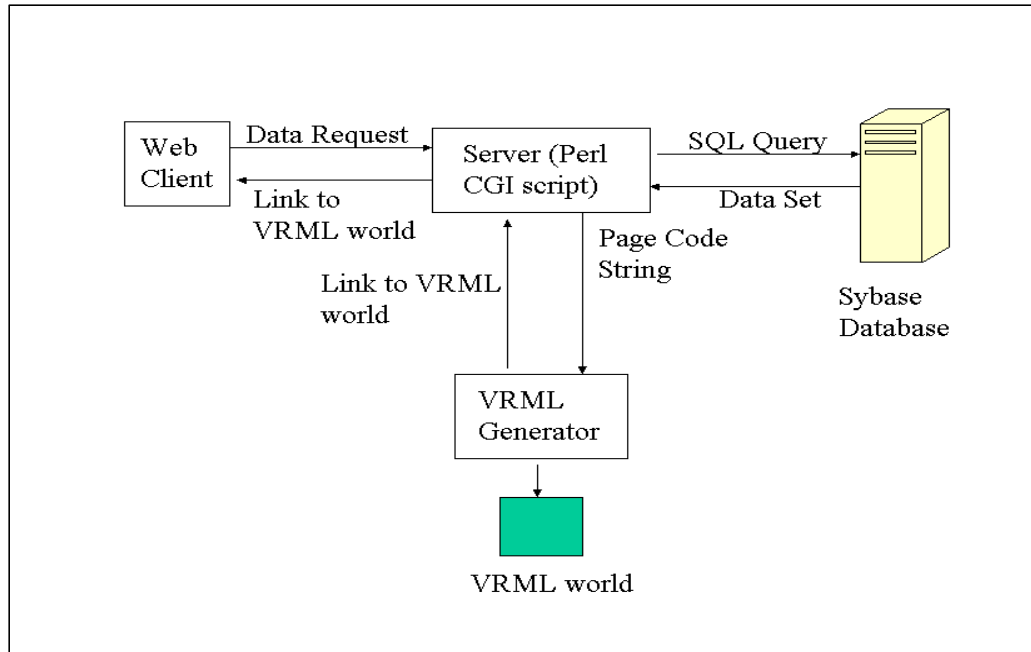 Web
Client
Data Request
Server (Perl
CGI script)
SQL Query
Link to
VRML world
Data Set
Page Code
String
Link to VRML
world
Sybase
Database
VRML
Generator
VRML world